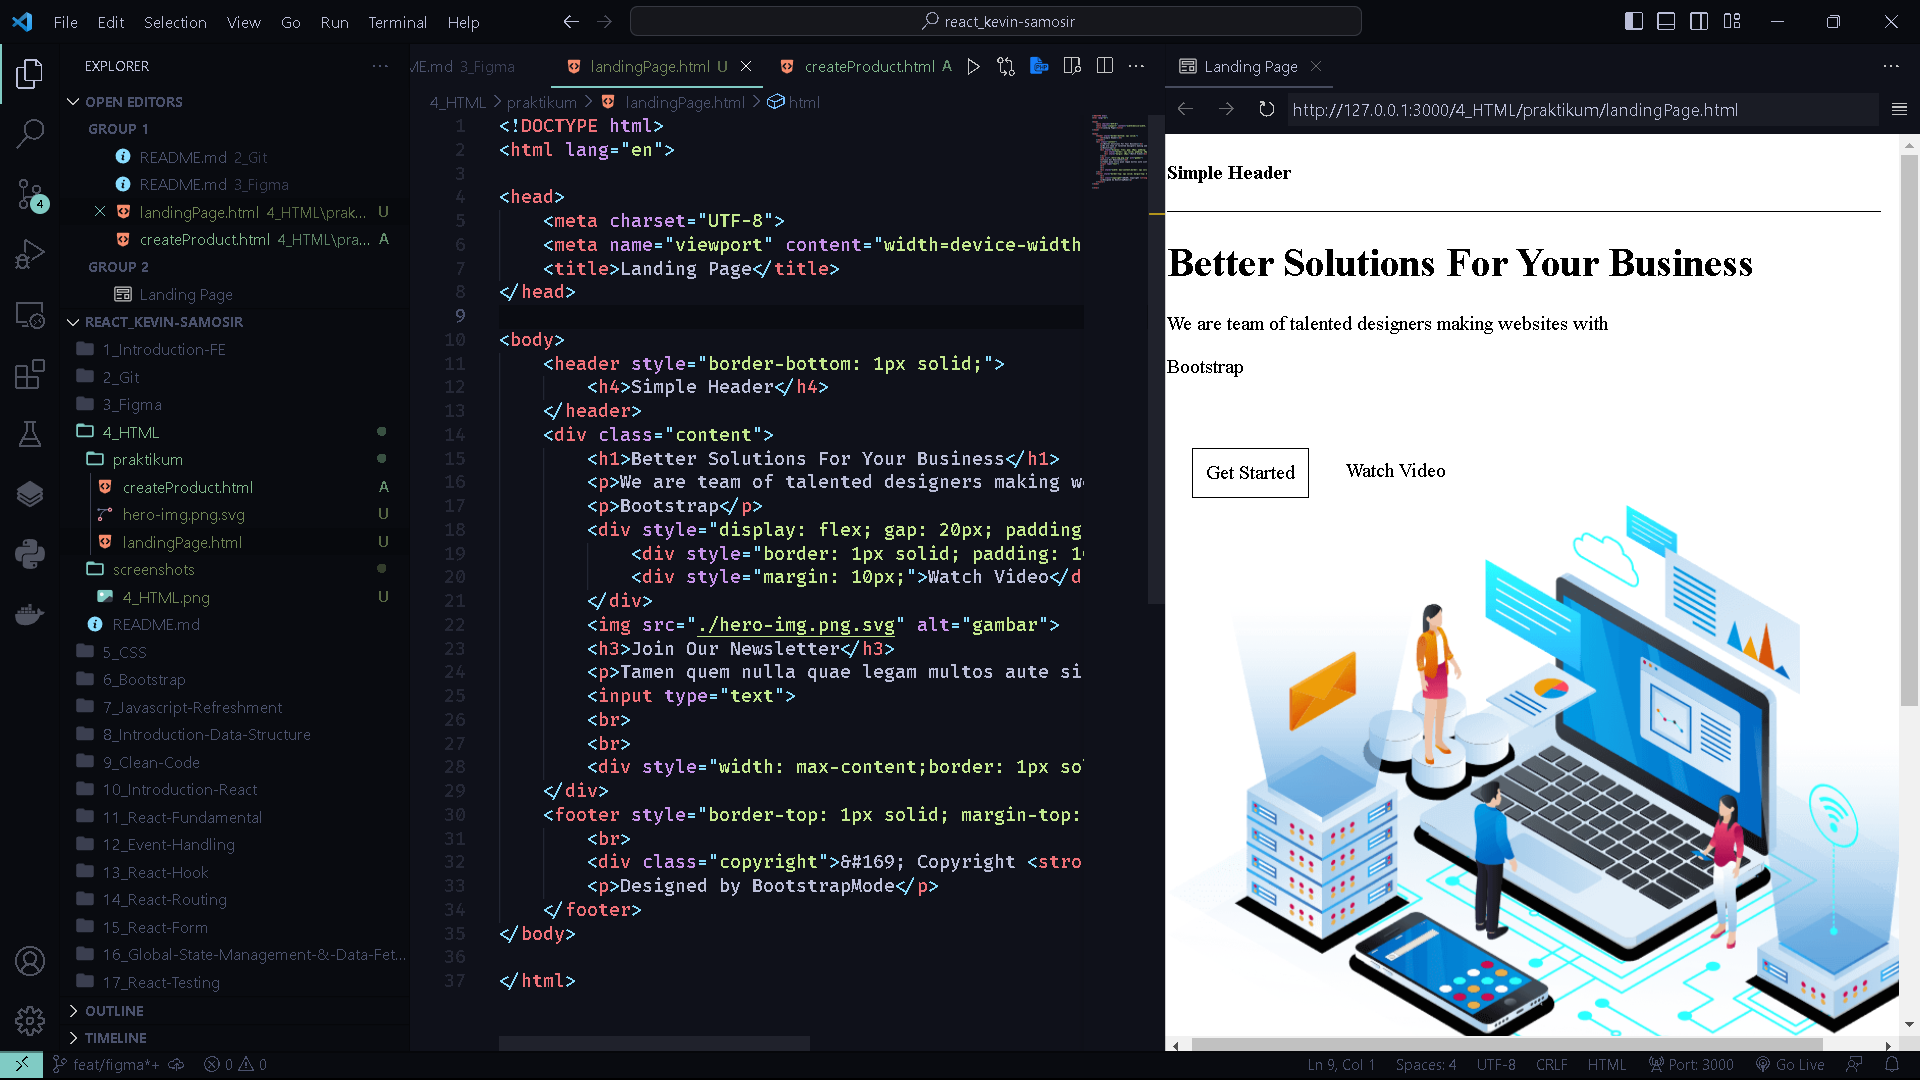 File Edit Selection View Go Run Terminal Help
react_kevin-samosir
EXPLORER
OPEN EDITORS
GROUP 1
README.md 2_Git
README.md 3_Figma
landingPage.html 4_HTML\prak... U
createProduct.html 4_HTML\pra... A
GROUP 2
Landing Page
REACT_KEVIN-SAMOSIR
1_Introduction-FE
2_Git
3_Figma
4_HTML
praktikum
createProduct.html A
hero-img.png.svg U
landingPage.html U
screenshots
4_HTML.png U
README.md
5_CSS
6_Bootstrap
7_Javascript-Refreshment
8_Introduction-Data-Structure
9_Clean-Code
10_Introduction-React
11_React-Fundamental
12_Event-Handling
13_React-Hook
14_React-Routing
15_React-Form
16_Global-State-Management-&-Data-Fet...
17_React-Testing
OUTLINE
TIMELINE
4
ME.md 3_Figma landingPage.html U createProduct.html A
4_HTML praktikum landingPage.html html
1 <!DOCTYPE html>
2 <html lang="en">
3
4 <head>
5 <meta charset="UTF-8">
6 <meta name="viewport" content="width=device-width
7 <title>Landing Page</title>
8 </head>
9
10 <body>
11 <header style="border-bottom: 1px solid;">
12 <h4>Simple Header</h4>
13 </header>
14 <div class="content">
15 <h1>Better Solutions For Your Business</h1>
16 <p>We are team of talented designers making w
17 <p>Bootstrap</p>
18 <div style="display: flex; gap: 20px; padding
19 <div style="border: 1px solid; padding: 1
20 <div style="margin: 10px;">Watch Video</d
21 </div>
22 <img src="./hero-img.png.svg" alt="gambar">
23 <h3>Join Our Newsletter</h3>
24 <p>Tamen quem nulla quae legam multos aute si
25 <input type="text">
26 <br>
27 <br>
28 <div style="width: max-content;border: 1px so
29 </div>
30 <footer style="border-top: 1px solid; margin-top:
31 <br>
32 <div class="copyright">&#169; Copyright <stro
33 <p>Designed by BootstrapMode</p>
34 </footer>
35 </body>
36
37 </html>
Landing Page
http://127.0.0.1:3000/4_HTML/praktikum/landingPage.html
Simple Header
Better Solutions For Your Business
We are team of talented designers making websites with
Bootstrap
Get Started Watch Video
feat/figma*+ 0 0
Ln 9, Col 1 Spaces: 4 UTF-8 CRLF HTML Port: 3000 Go Live